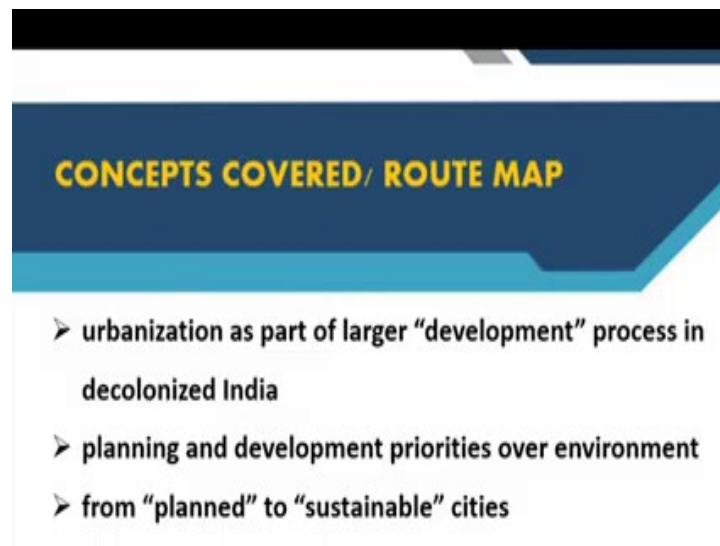 CONCEPTS COVERED/ ROUTE MAP
➢ urbanization as part of larger “development” process in
decolonized India
➢ planning and development priorities over environment
➢ from “planned” to “sustainable” cities